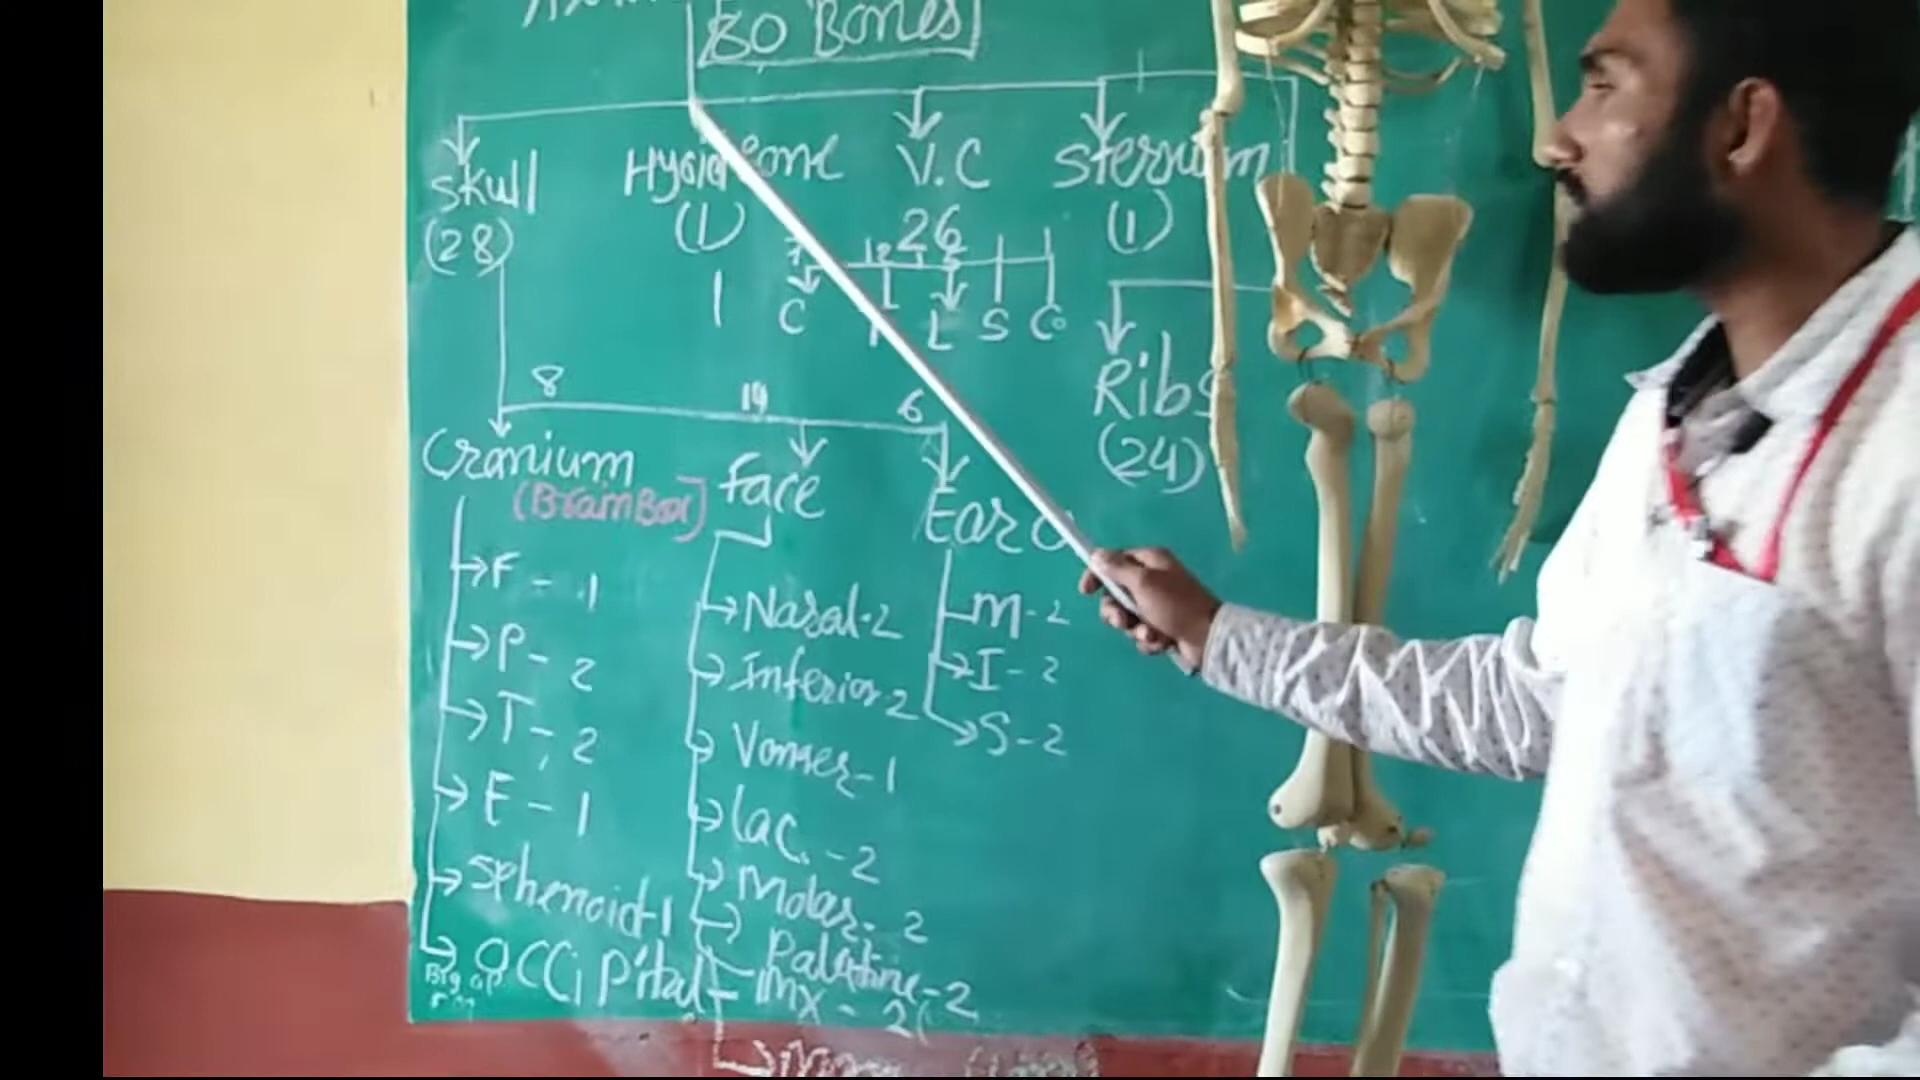 80 Bones
skull Hyoid Bone V.C Sternum
(28) (1) 26 (1)
7 12 5
1 C T L S Co
Ribs
(24)
8 14 6
Cranium
(Brain Box)
face
Ear O
F - 1
P - 2
T - 2
E - 1
Sphenoid-1
OCCipital - 1
Nasal-2
Inferior-2
Vomer-1
Lac. - 2
Molar - 2
Palatine-2
mx - 2
M-2
I-2
S-2